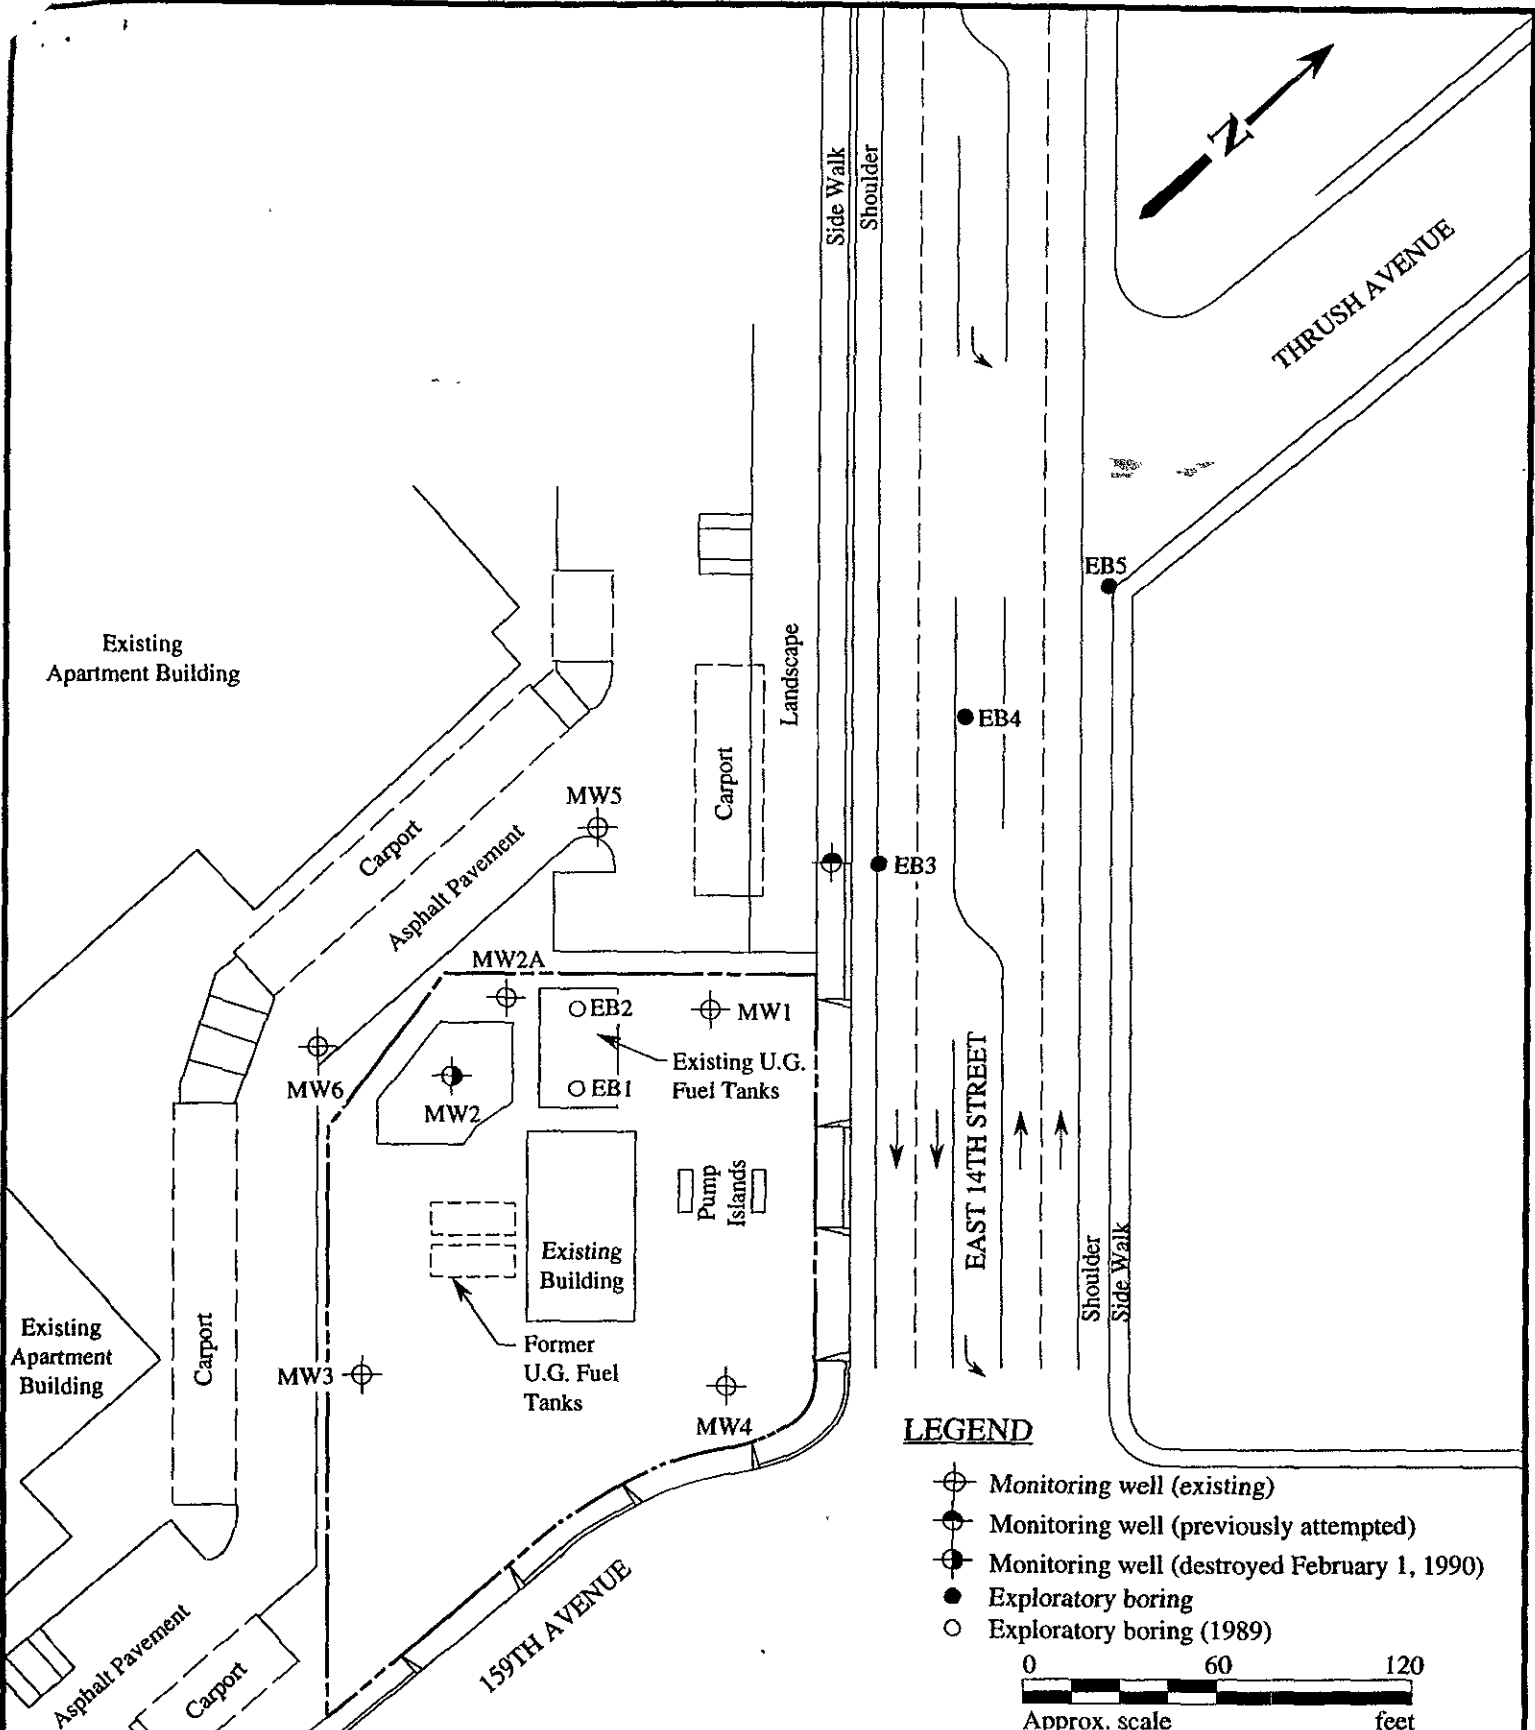 N
Side Walk
Shoulder
THRUSH AVENUE
EB5
Existing
Apartment Building
Landscape
EB4
Carport
MW5
Carport
Asphalt Pavement
EB3
MW2A
EB2
MW1
Existing U.G.
Fuel Tanks
MW6
EB1
MW2
EAST 14TH STREET
Pump
Islands
Existing
Building
Shoulder
Side Walk
Existing
Apartment
Building
Carport
Former
U.G. Fuel
Tanks
MW3
MW4
LEGEND
Monitoring well (existing)
Monitoring well (previously attempted)
Monitoring well (destroyed February 1, 1990)
Exploratory boring
Exploratory boring (1989)
159TH AVENUE
Asphalt Pavement
Carport
0 60 120
Approx. scale feet